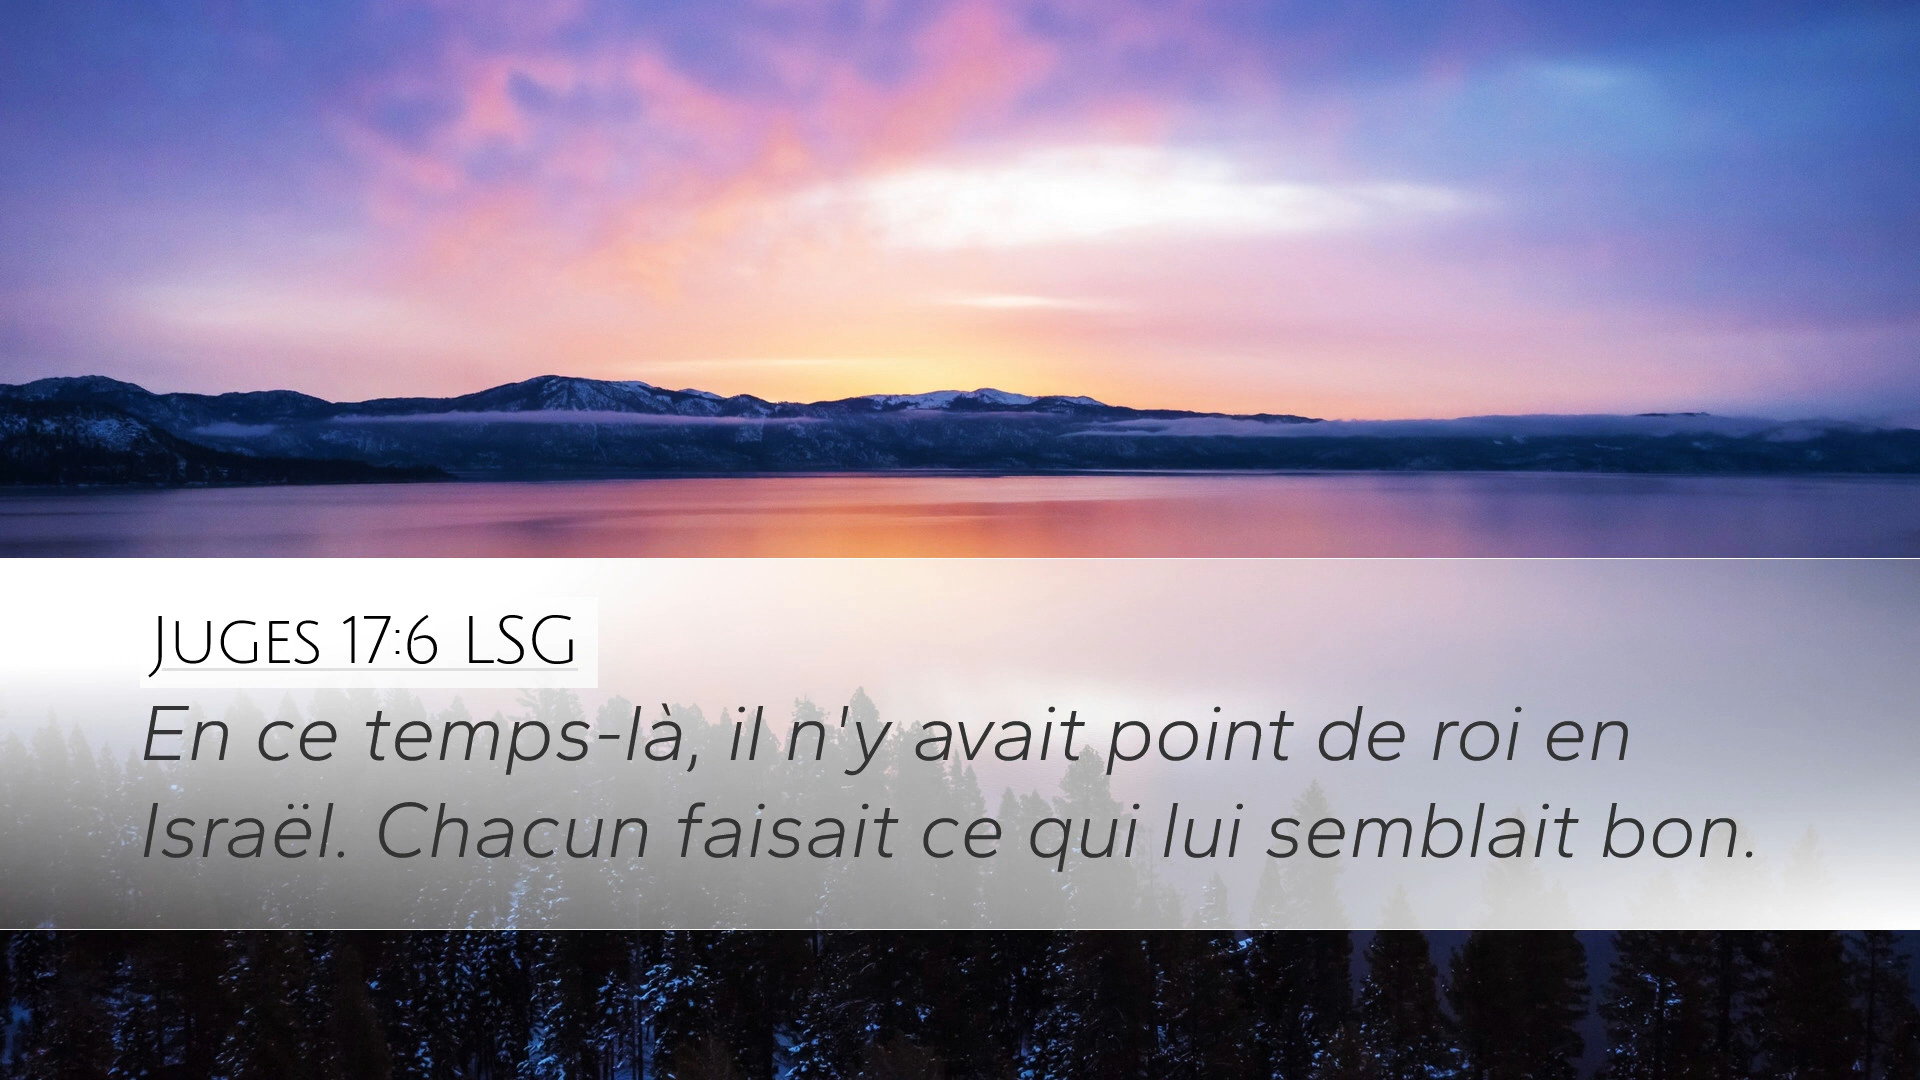 Juges 17:6 LSG
En ce temps-là, il n'y avait point de roi en
Israël. Chacun faisait ce qui lui semblait bon.